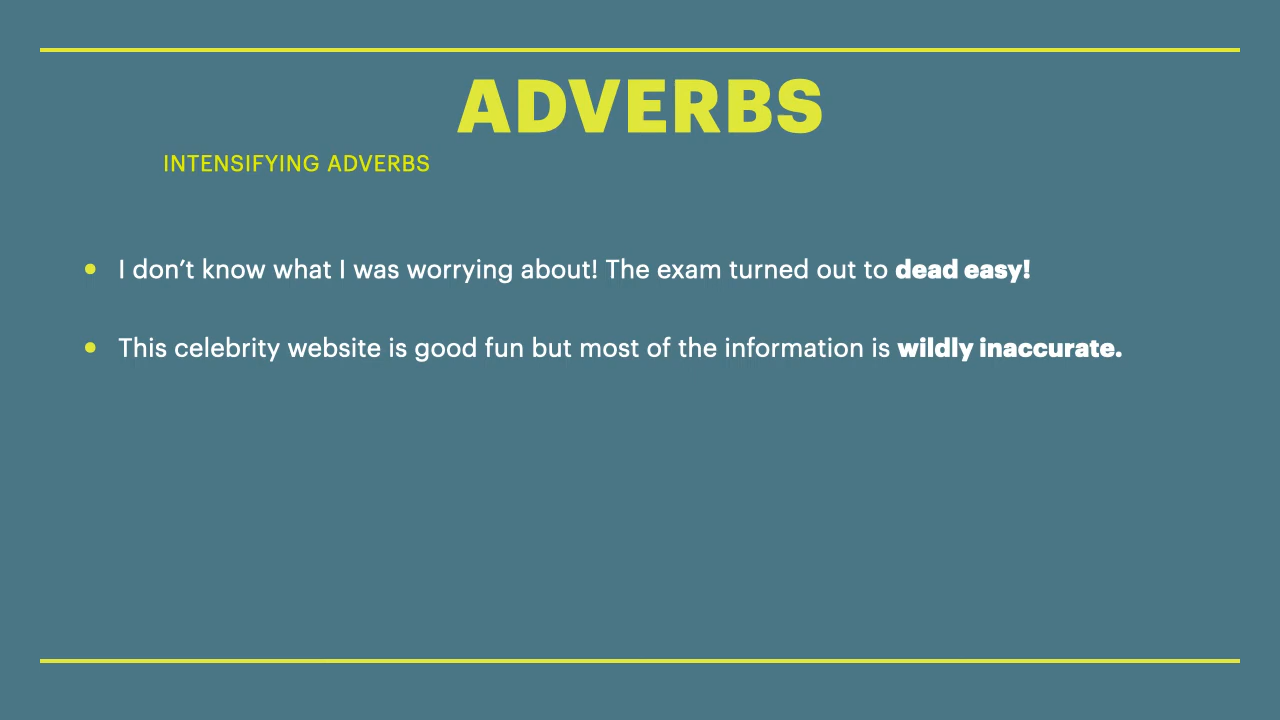 ADVERBS
INTENSIFYING ADVERBS
• I don’t know what I was worrying about! The exam turned out to dead easy!
• This celebrity website is good fun but most of the information is wildly inaccurate.